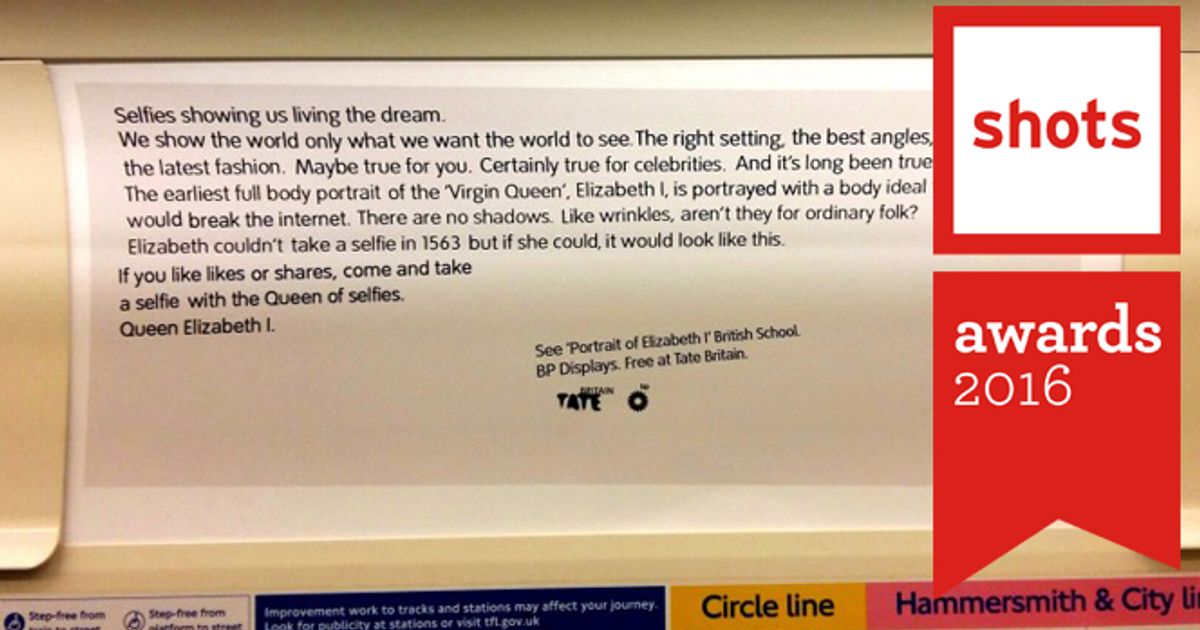 Selfies showing us living the dream.
We show the world only what we want the world to see. The right setting, the best angles,
the latest fashion. Maybe true for you. Certainly true for celebrities. And it's long been true
The earliest full body portrait of the 'Virgin Queen', Elizabeth I, is portrayed with a body ideal
would break the internet. There are no shadows. Like wrinkles, aren't they for ordinary folk?
Elizabeth couldn't take a selfie in 1563 but if she could, it would look like this.
If you like likes or shares, come and take
a selfie with the Queen of selfies.
Queen Elizabeth I.
See 'Portrait of Elizabeth I' British School.
BP Displays. Free at Tate Britain.
BRITAIN
TATE
bp
shots
awards
2016
Step-free from
train to street
Step-free from
platform to street
Improvement work to tracks and stations may affect your journey.
Look for publicity at stations or visit tfl.gov.uk
Circle line
Hammersmith & City li